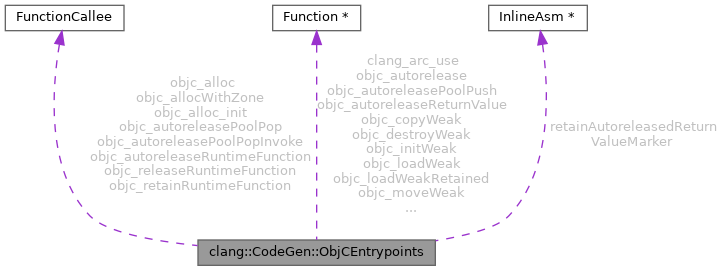 FunctionCallee
Function *
InlineAsm *
objc_alloc
objc_allocWithZone
objc_alloc_init
objc_autoreleasePoolPop
objc_autoreleasePoolPopInvoke
objc_autoreleaseRuntimeFunction
objc_releaseRuntimeFunction
objc_retainRuntimeFunction
clang_arc_use
objc_autorelease
objc_autoreleasePoolPush
objc_autoreleaseReturnValue
objc_copyWeak
objc_destroyWeak
objc_initWeak
objc_loadWeak
objc_loadWeakRetained
objc_moveWeak
...
retainAutoreleasedReturn
ValueMarker
clang::CodeGen::ObjCEntrypoints